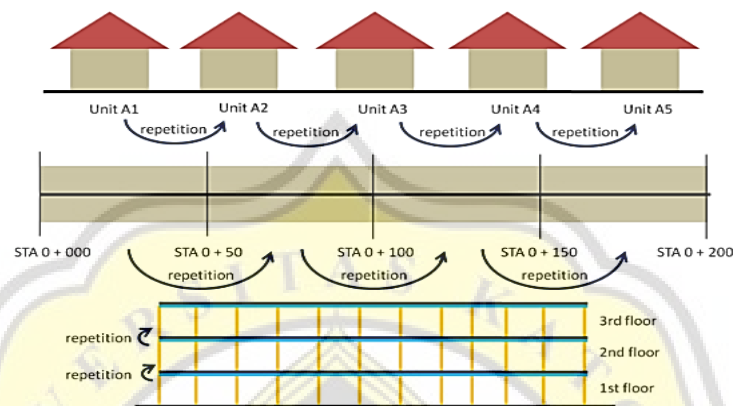 Unit A1 Unit A2 Unit A3 Unit A4 Unit A5
repetition repetition repetition repetition
STA 0 + 000 STA 0 + 50 STA 0 + 100 STA 0 + 150 STA 0 + 200
repetition repetition repetition
3rd floor
repetition
2nd floor
repetition
1st floor